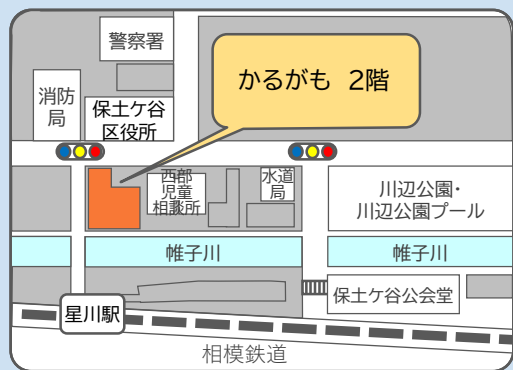 警察署
かるがも 2階
消防
局
保土ケ谷
区役所
西部
児童
相談所
水道
局
川辺公園・
川辺公園プール
帷子川
帷子川
保土ケ谷公会堂
星川駅
相模鉄道